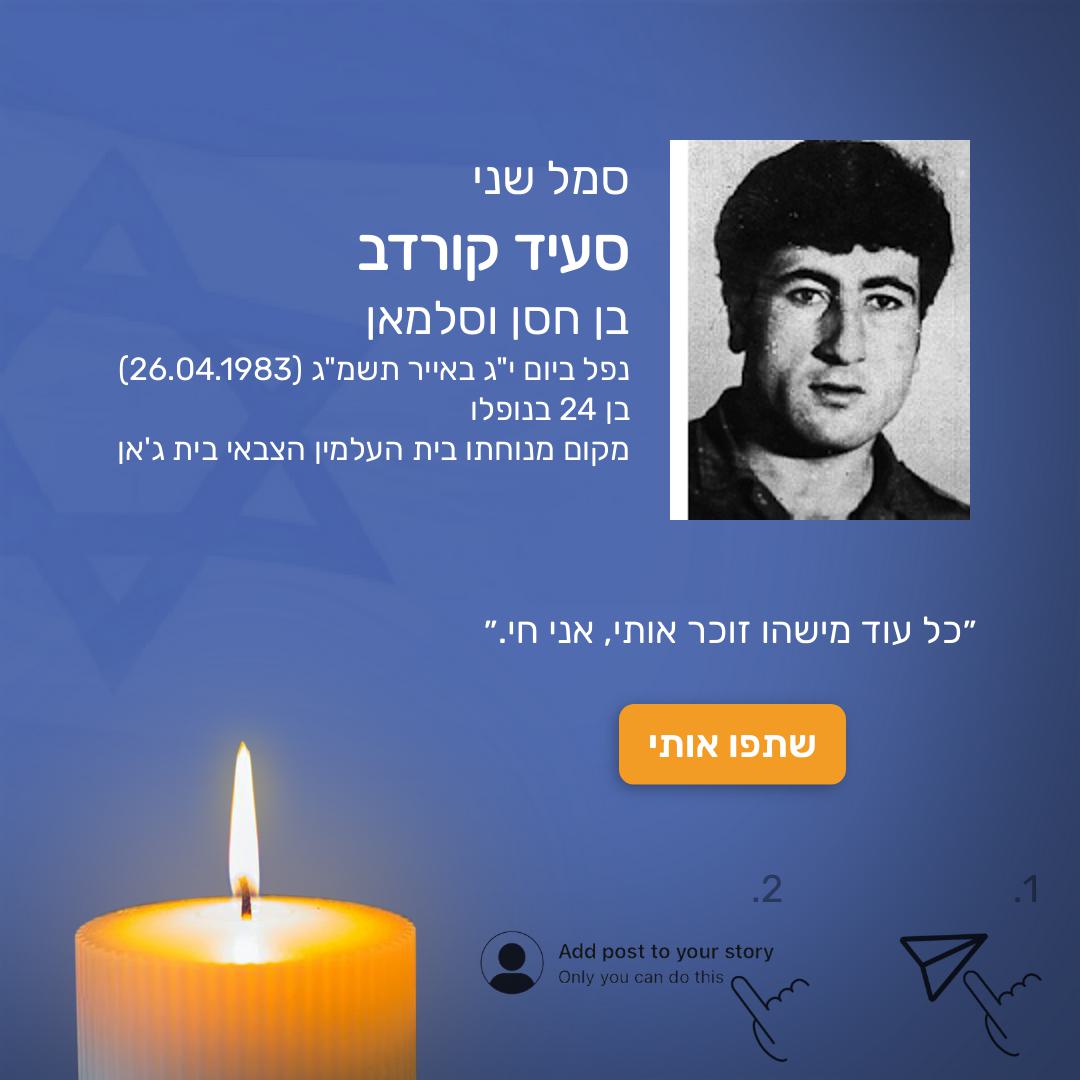 סמל שני
סעיד קורדב
בן חסן וסלמאן
נפל ביום י"ג באייר תשמ"ג (26.04.1983)
בן 24 בנופלו
מקום מנוחתו בית העלמין הצבאי בית ג'אן
״כל עוד מישהו זוכר אותי, אני חי.״
שתפו אותי
.1
.2
Add post to your story
Only you can do this